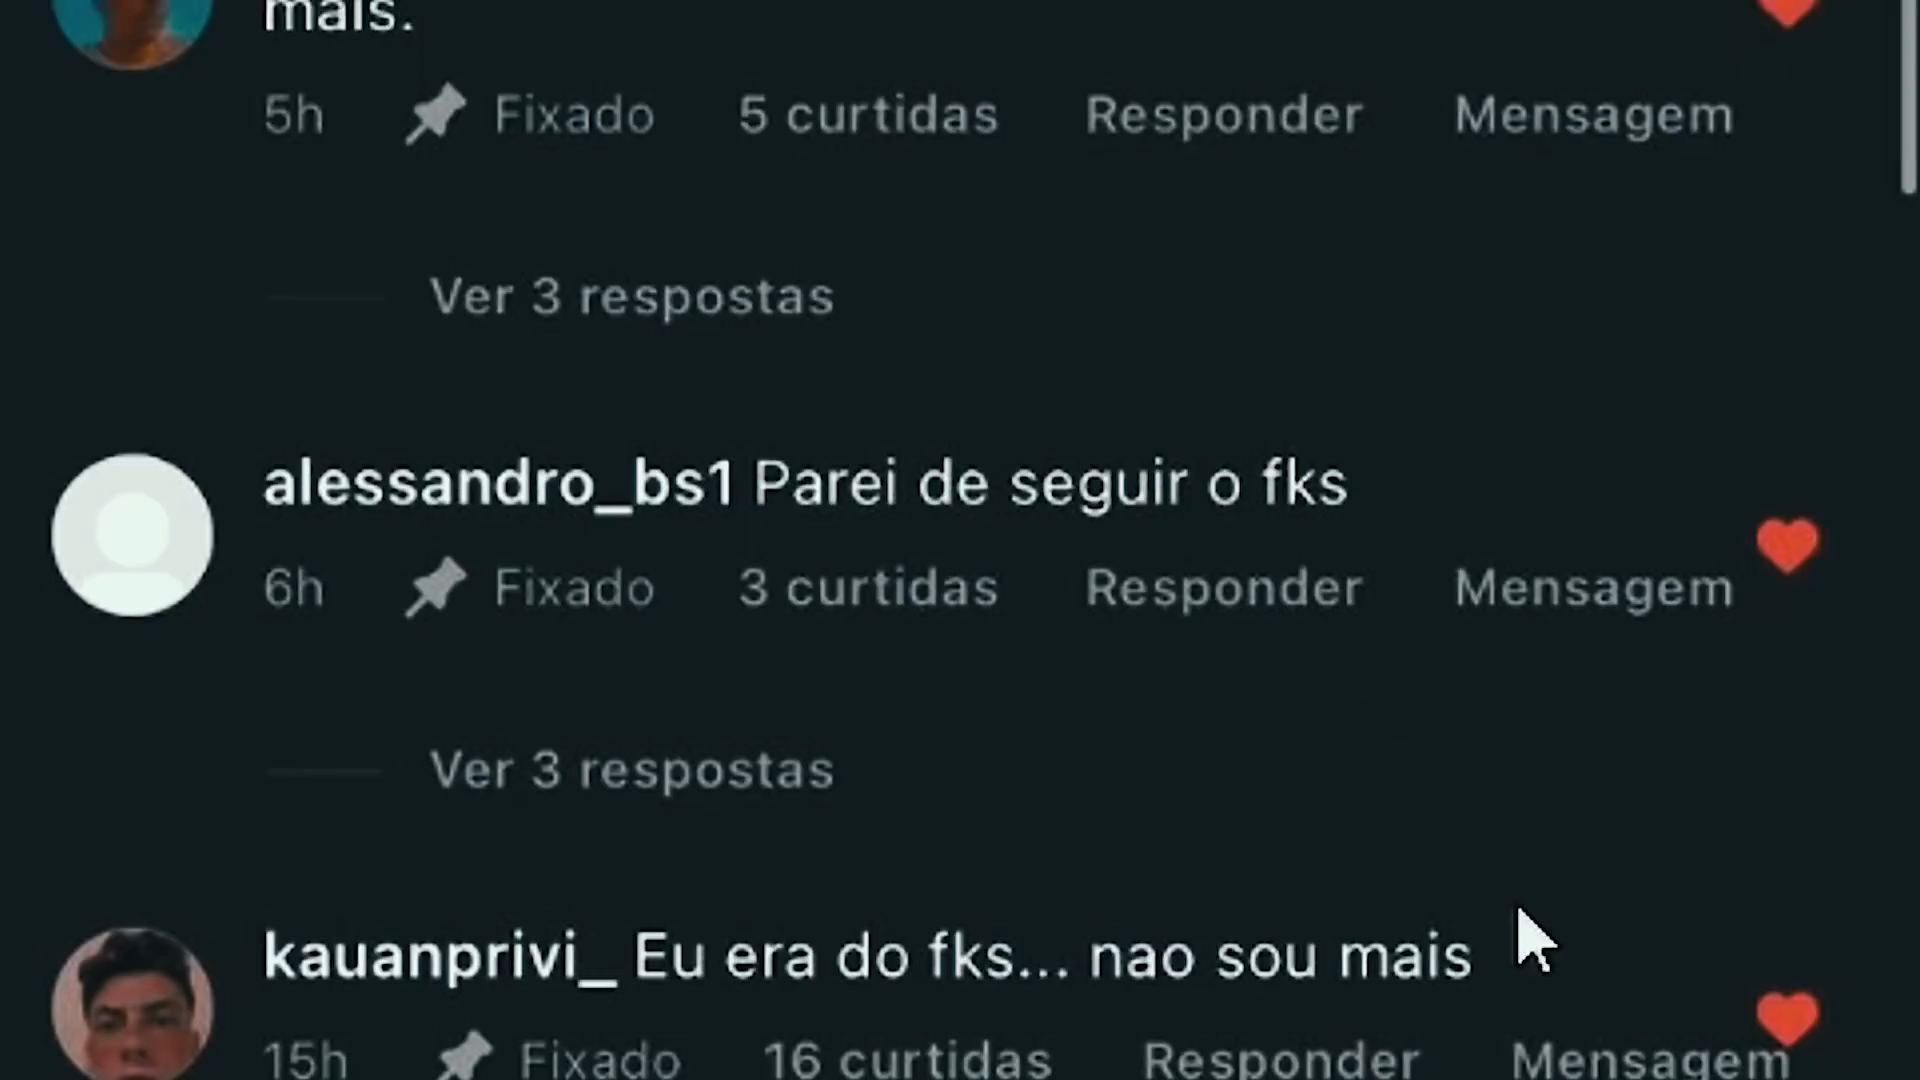 mais.
5h Fixado 5 curtidas Responder Mensagem
Ver 3 respostas
alessandro_bs1 Parei de seguir o fks
6h Fixado 3 curtidas Responder Mensagem
Ver 3 respostas
kauanprivi_ Eu era do fks... nao sou mais
15h Fixado 16 curtidas Responder Mensagem